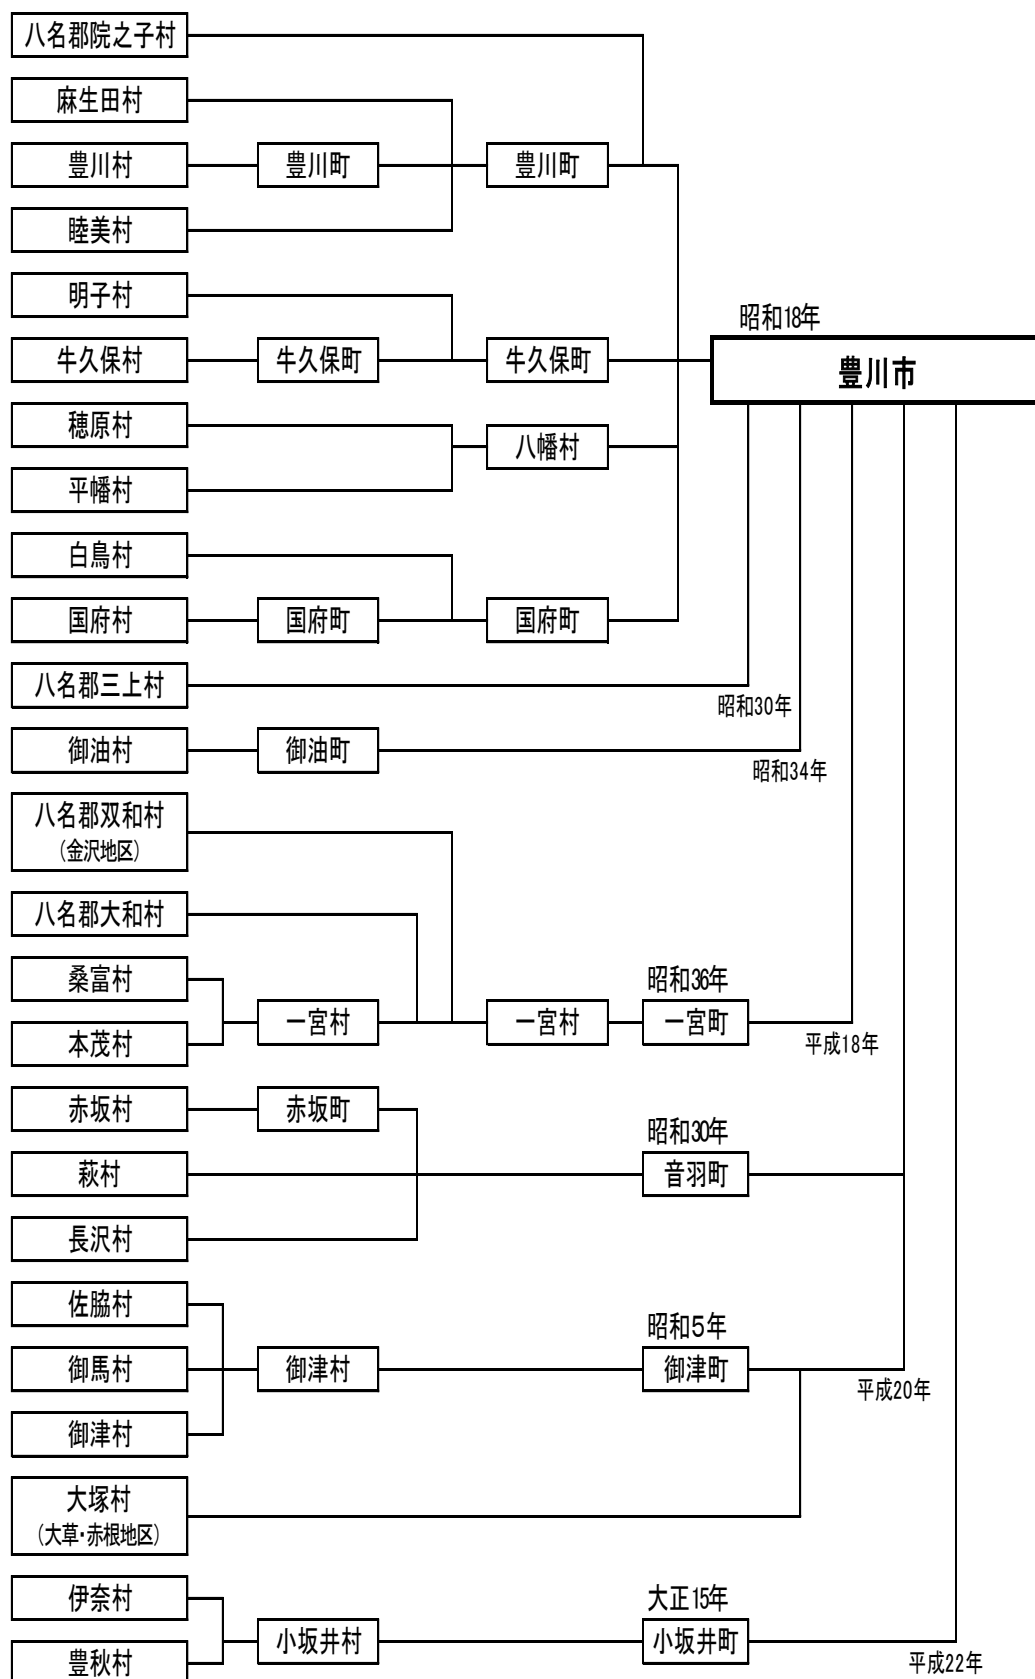 八名郡院之子村
麻生田村
豊川村
豊川町
豊川町
睦美村
明子村
昭和18年
牛久保村
牛久保町
牛久保町
豊川市
穂原村
八幡村
平幡村
白鳥村
国府村
国府町
国府町
八名郡三上村
昭和30年
御油村
御油町
昭和34年
八名郡双和村
(金沢地区)
八名郡大和村
桑富村
昭和36年
一宮村
一宮村
一宮町
本茂村
平成18年
赤坂村
赤坂町
昭和30年
萩村
音羽町
長沢村
佐脇村
昭和5年
御馬村
御津村
御津町
平成20年
御津村
大塚村
(大草・赤根地区)
伊奈村
大正15年
小坂井村
小坂井町
豊秋村
平成22年